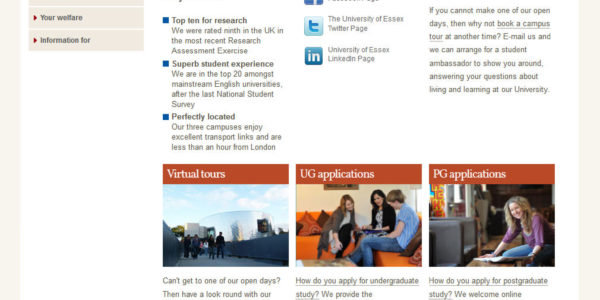 Your welfare
Information for
Top ten for research
We were rated ninth in the UK in
the most recent Research
Assessment Exercise
Superb student experience
We are in the top 20 amongst
mainstream English universities,
after the last National Student
Survey
Perfectly located
Our three campuses enjoy
excellent transport links and are
less than an hour from London
The University of Essex
Twitter Page
University of Essex
LinkedIn Page
If you cannot make one of our open
days, then why not book a campus
tour at another time? E-mail us and
we can arrange for a student
ambassador to show you around,
answering your questions about
living and learning at our University.
Virtual tours
Can't get to one of our open days?
Then have a look round with our
UG applications
How do you apply for undergraduate
study? We provide the
PG applications
How do you apply for postgraduate
study? We welcome online